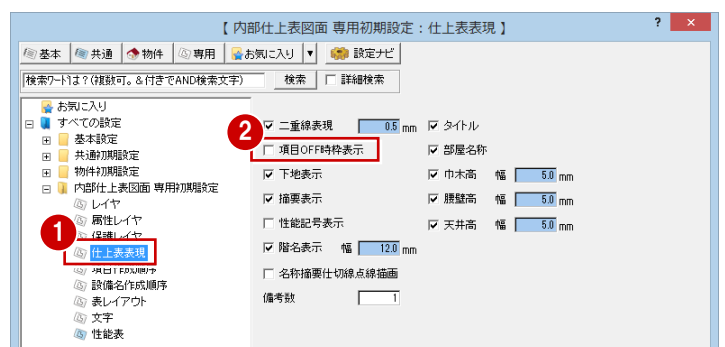 【 内部仕上表図面 専用初期設定:仕上表表現 】 ? ×
基本 共通 物件 専用 お気に入り ▼ 設定ナビ
検索ワードは?(複数可。&付きでAND検索文字) 検索 詳細検索
お気に入り
すべての設定
基本設定
共通初期設定
物件初期設定
内部仕上表図面 専用初期設定
レイヤ
属性レイヤ
保護レイヤ
1
仕上表表現
項目作成順序
設備名作成順序
表レイアウト
文字
性能表
2
二重線表現 0.5 mm
項目OFF時枠表示
下地表示
摘要表示
性能記号表示
階名表示 幅 12.0 mm
名称摘要仕切線点線描画
備考数 1
タイトル
部屋名称
巾木高 幅 5.0 mm
腰壁高 幅 5.0 mm
天井高 幅 5.0 mm